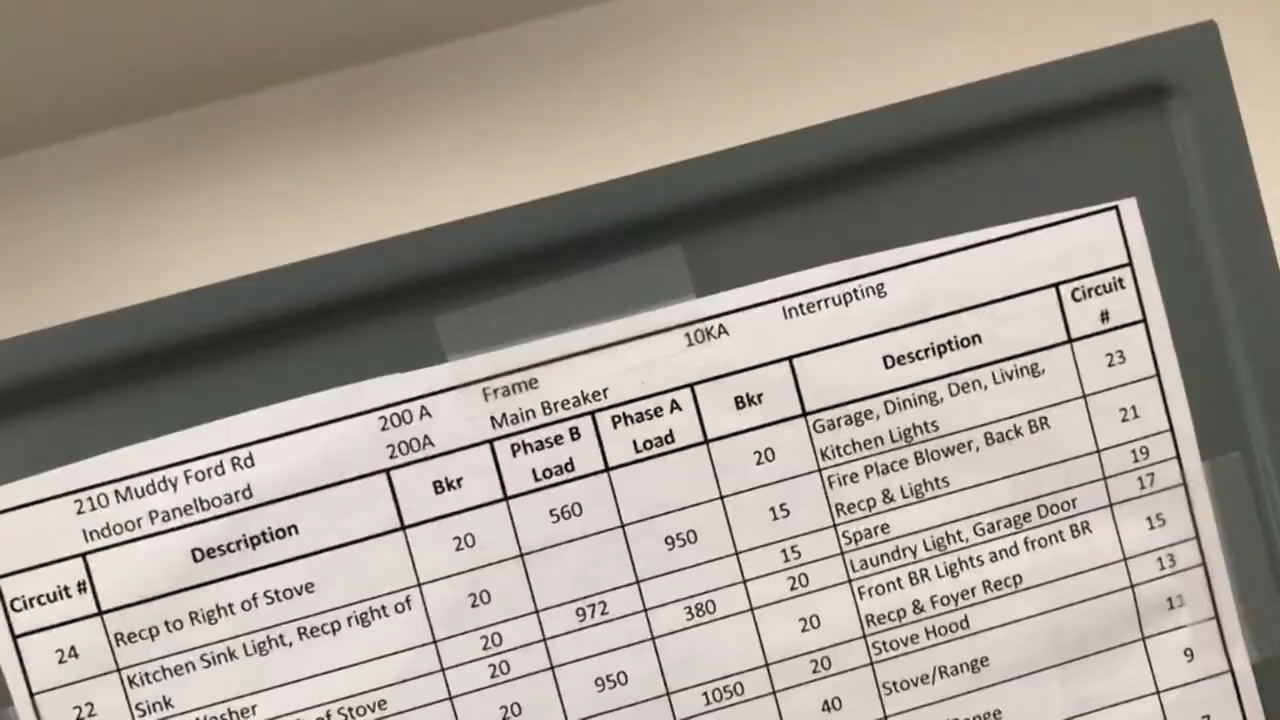 210 Muddy Ford Rd 200 A Frame 10KA Interrupting
Indoor Panelboard 200A Main Breaker
Circuit # Description Bkr Phase B Load Phase A Load Bkr Description Circuit #
24 Recp to Right of Stove 20 560 20 Garage, Dining, Den, Living,
Kitchen Lights 23
22 Kitchen Sink Light, Recp right of
Sink 20 950 15 Fire Place Blower, Back BR
Recp & Lights 21
20 972 15 Spare 19
of Stove 20 380 20 Laundry Light, Garage Door 17
20 950 20 Front BR Lights and front BR
Recp & Foyer Recp 15
1050 20 Stove Hood 13
40 Stove/Range 11
9